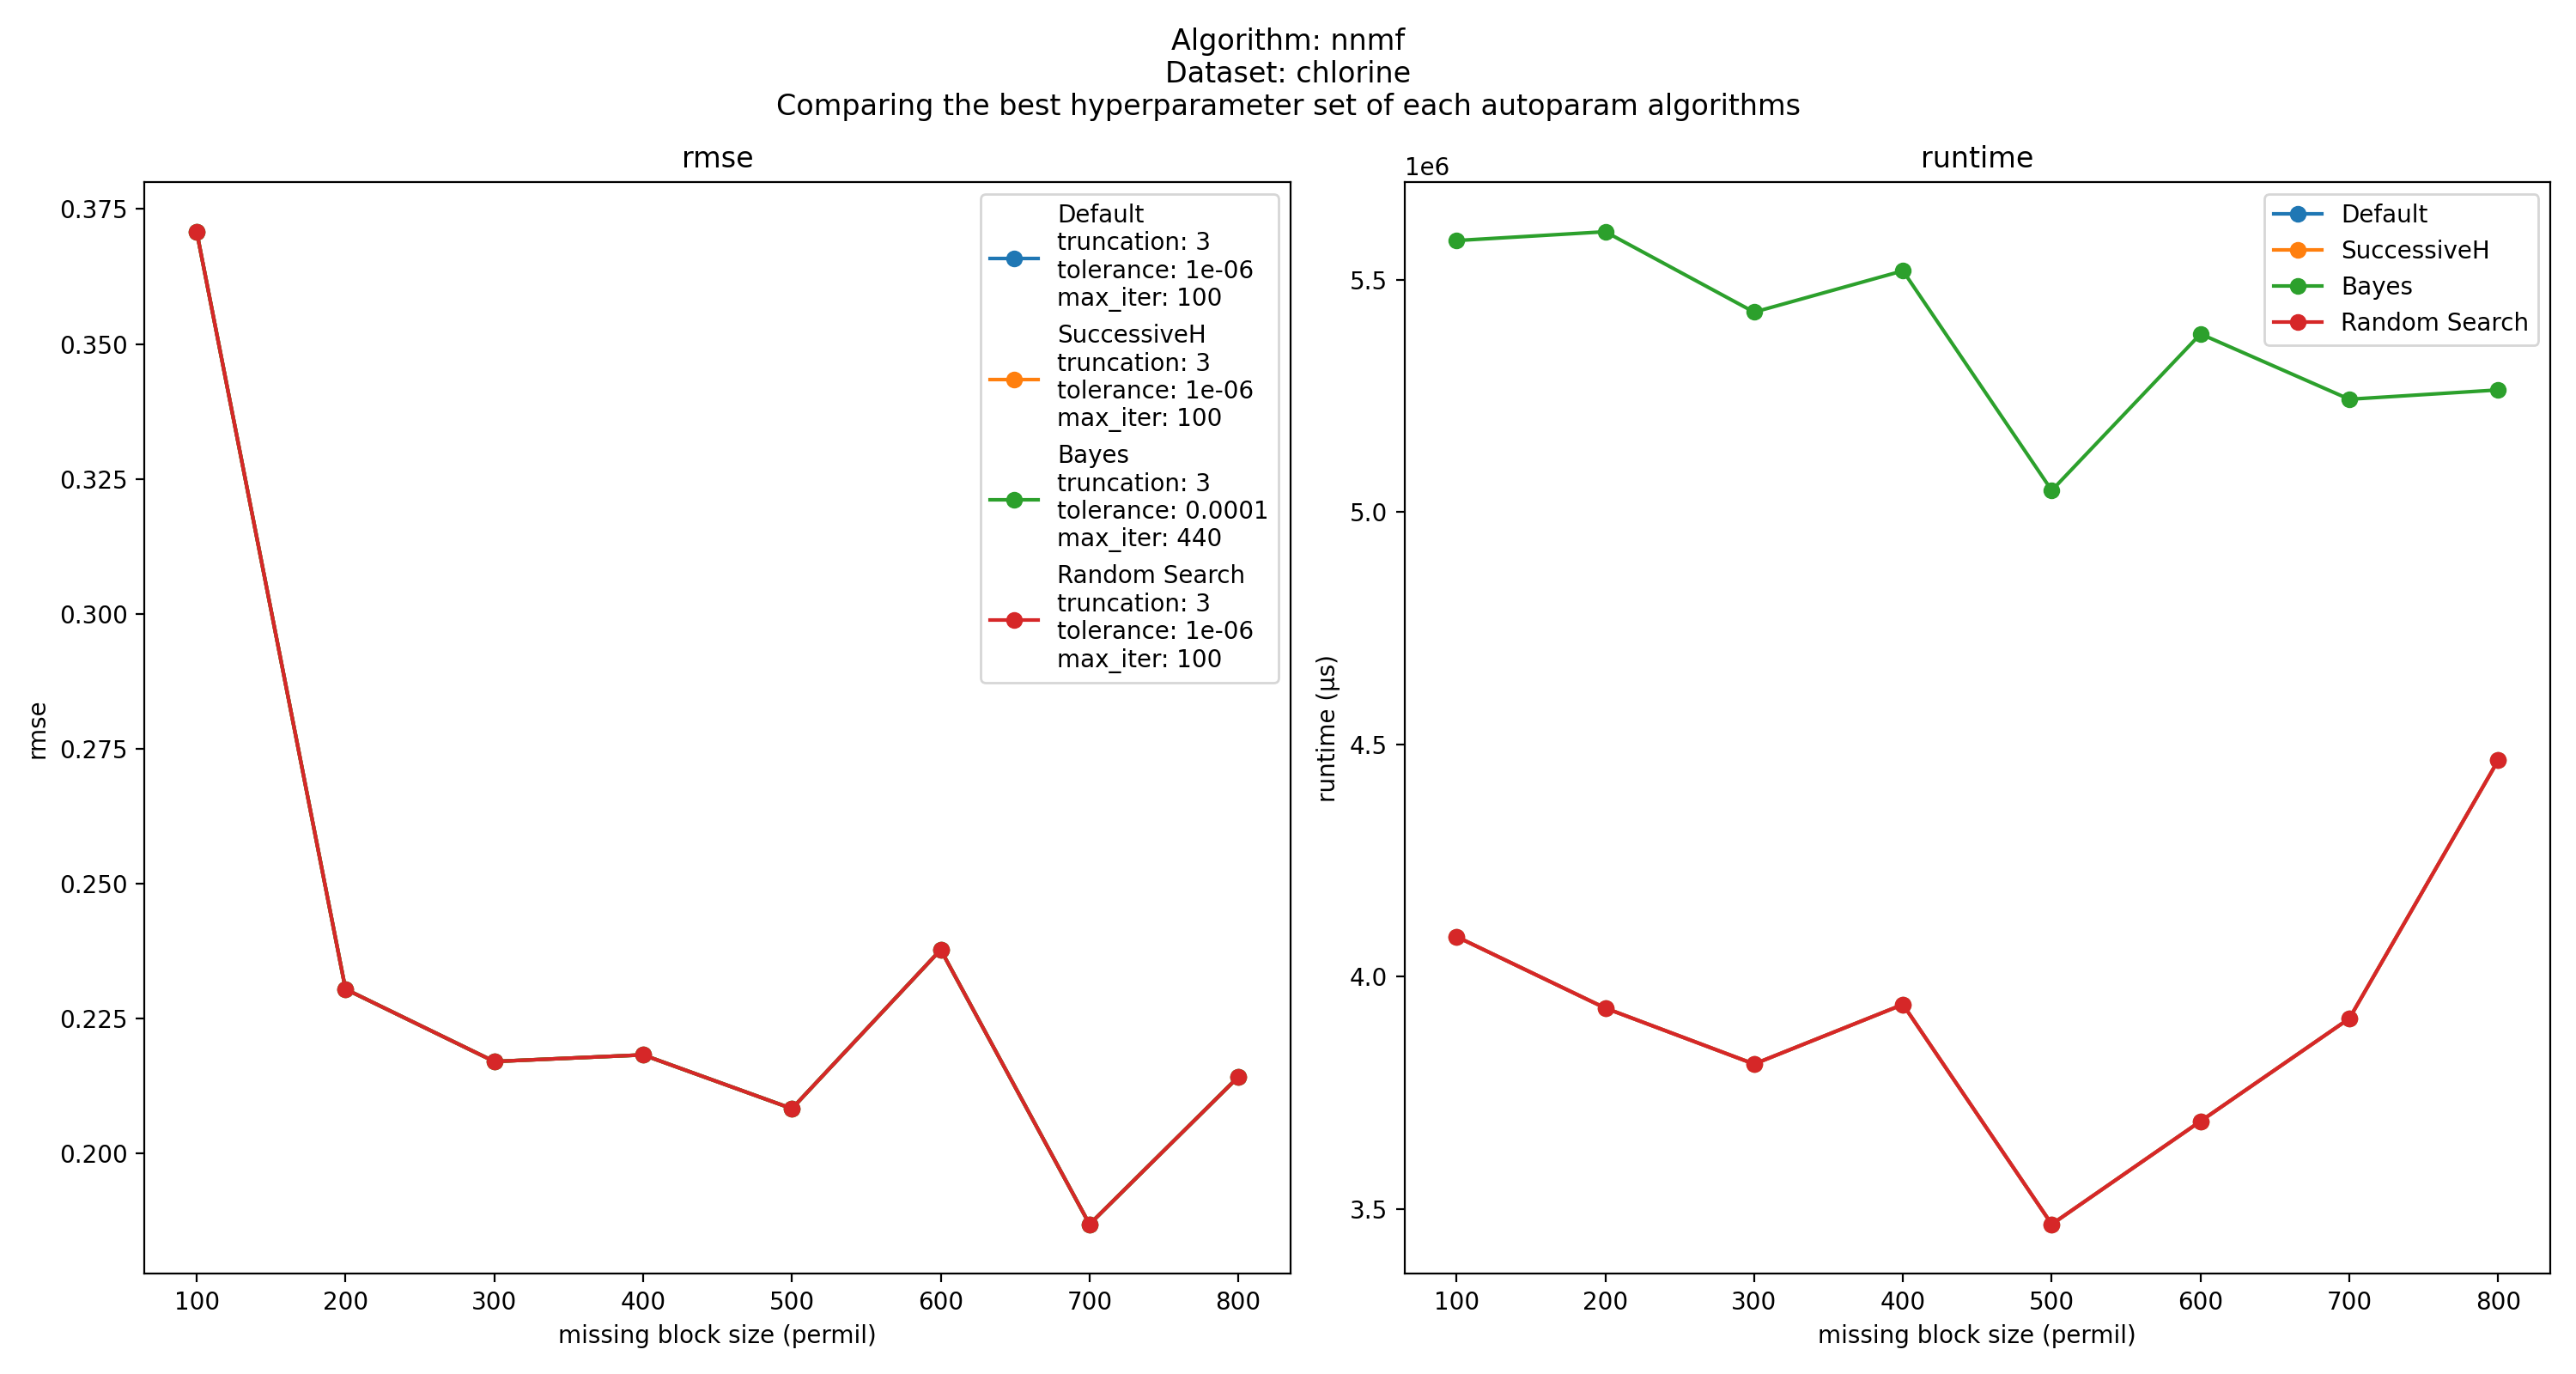 Algorithm: nnmf
Dataset: chlorine
Comparing the best hyperparameter set of each autoparam algorithms
rmse
0.375
0.350
0.325
0.300
0.275
0.250
0.225
0.200
rmse
100 200 300 400 500 600 700 800
missing block size (permil)
Default
truncation: 3
tolerance: 1e-06
max_iter: 100
SuccessiveH
truncation: 3
tolerance: 1e-06
max_iter: 100
Bayes
truncation: 3
tolerance: 0.0001
max_iter: 440
Random Search
truncation: 3
tolerance: 1e-06
max_iter: 100
runtime
1e6
5.5
5.0
4.5
4.0
3.5
runtime (µs)
100 200 300 400 500 600 700 800
missing block size (permil)
Default
SuccessiveH
Bayes
Random Search